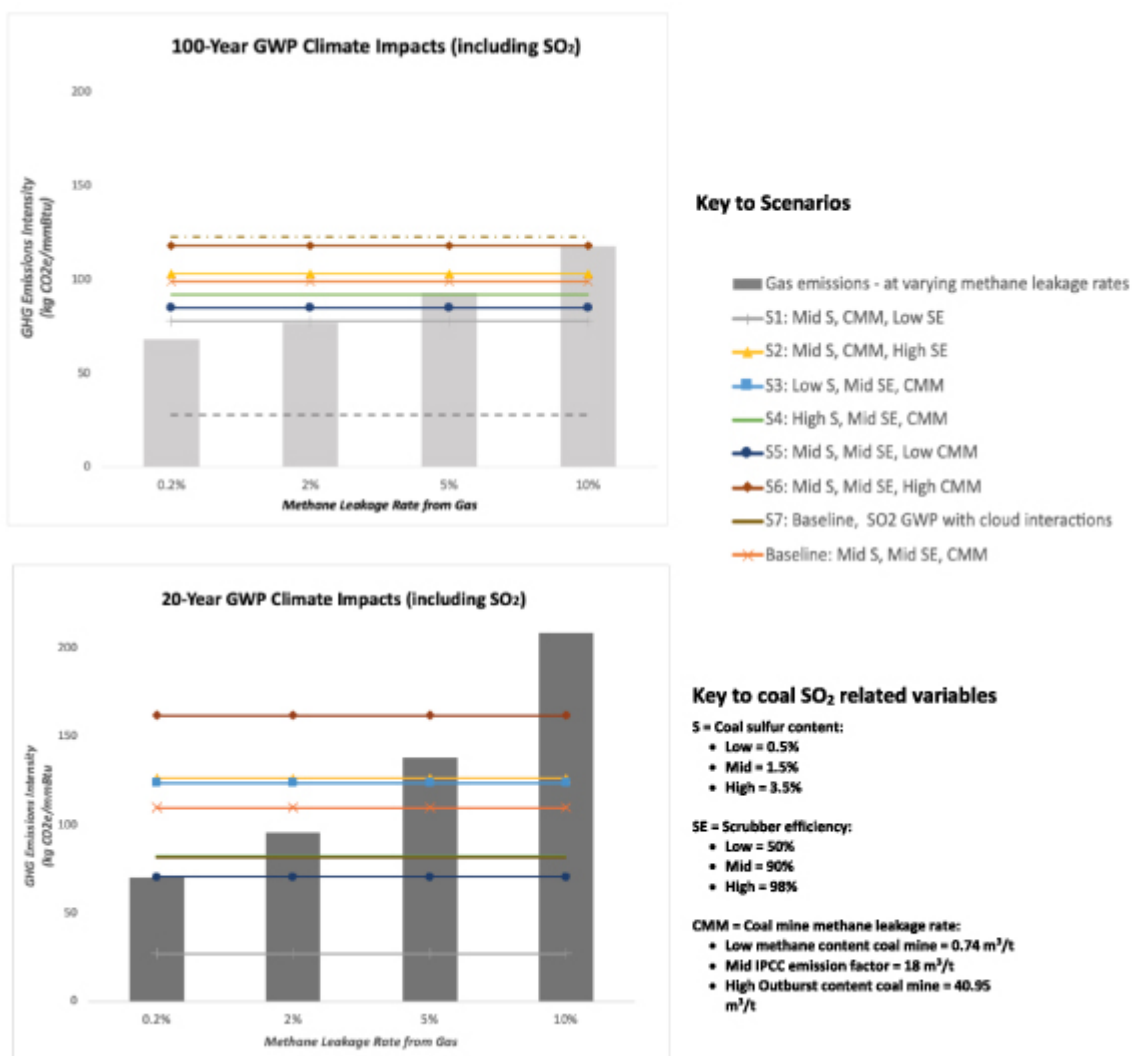 100-Year GWP Climate Impacts (including SO₂)
200
150
100
50
0
GHG Emissions Intensity
(kg CO2e/mmBtu)
0.2%
2%
5%
10%
Methane Leakage Rate from Gas
Key to Scenarios
Gas emissions - at varying methane leakage rates
S1: Mid S, CMM, Low SE
S2: Mid S, CMM, High SE
S3: Low S, Mid SE, CMM
S4: High S, Mid SE, CMM
S5: Mid S, Mid SE, Low CMM
S6: Mid S, Mid SE, High CMM
S7: Baseline, SO2 GWP with cloud interactions
Baseline: Mid S, Mid SE, CMM
20-Year GWP Climate Impacts (including SO₂)
200
150
100
50
0
GHG Emissions Intensity
(kg CO2e/mmBtu
0.2%
2%
5%
10%
Methane Leakage Rate from Gas
Key to coal SO₂ related variables
S = Coal sulfur content:
• Low = 0.5%
• Mid = 1.5%
• High = 3.5%
SE = Scrubber efficiency:
• Low = 50%
• Mid = 90%
• High = 98%
CMM = Coal mine methane leakage rate:
• Low methane content coal mine = 0.74 m³/t
• Mid IPCC emission factor = 18 m³/t
• High Outburst content coal mine = 40.95
m³/t